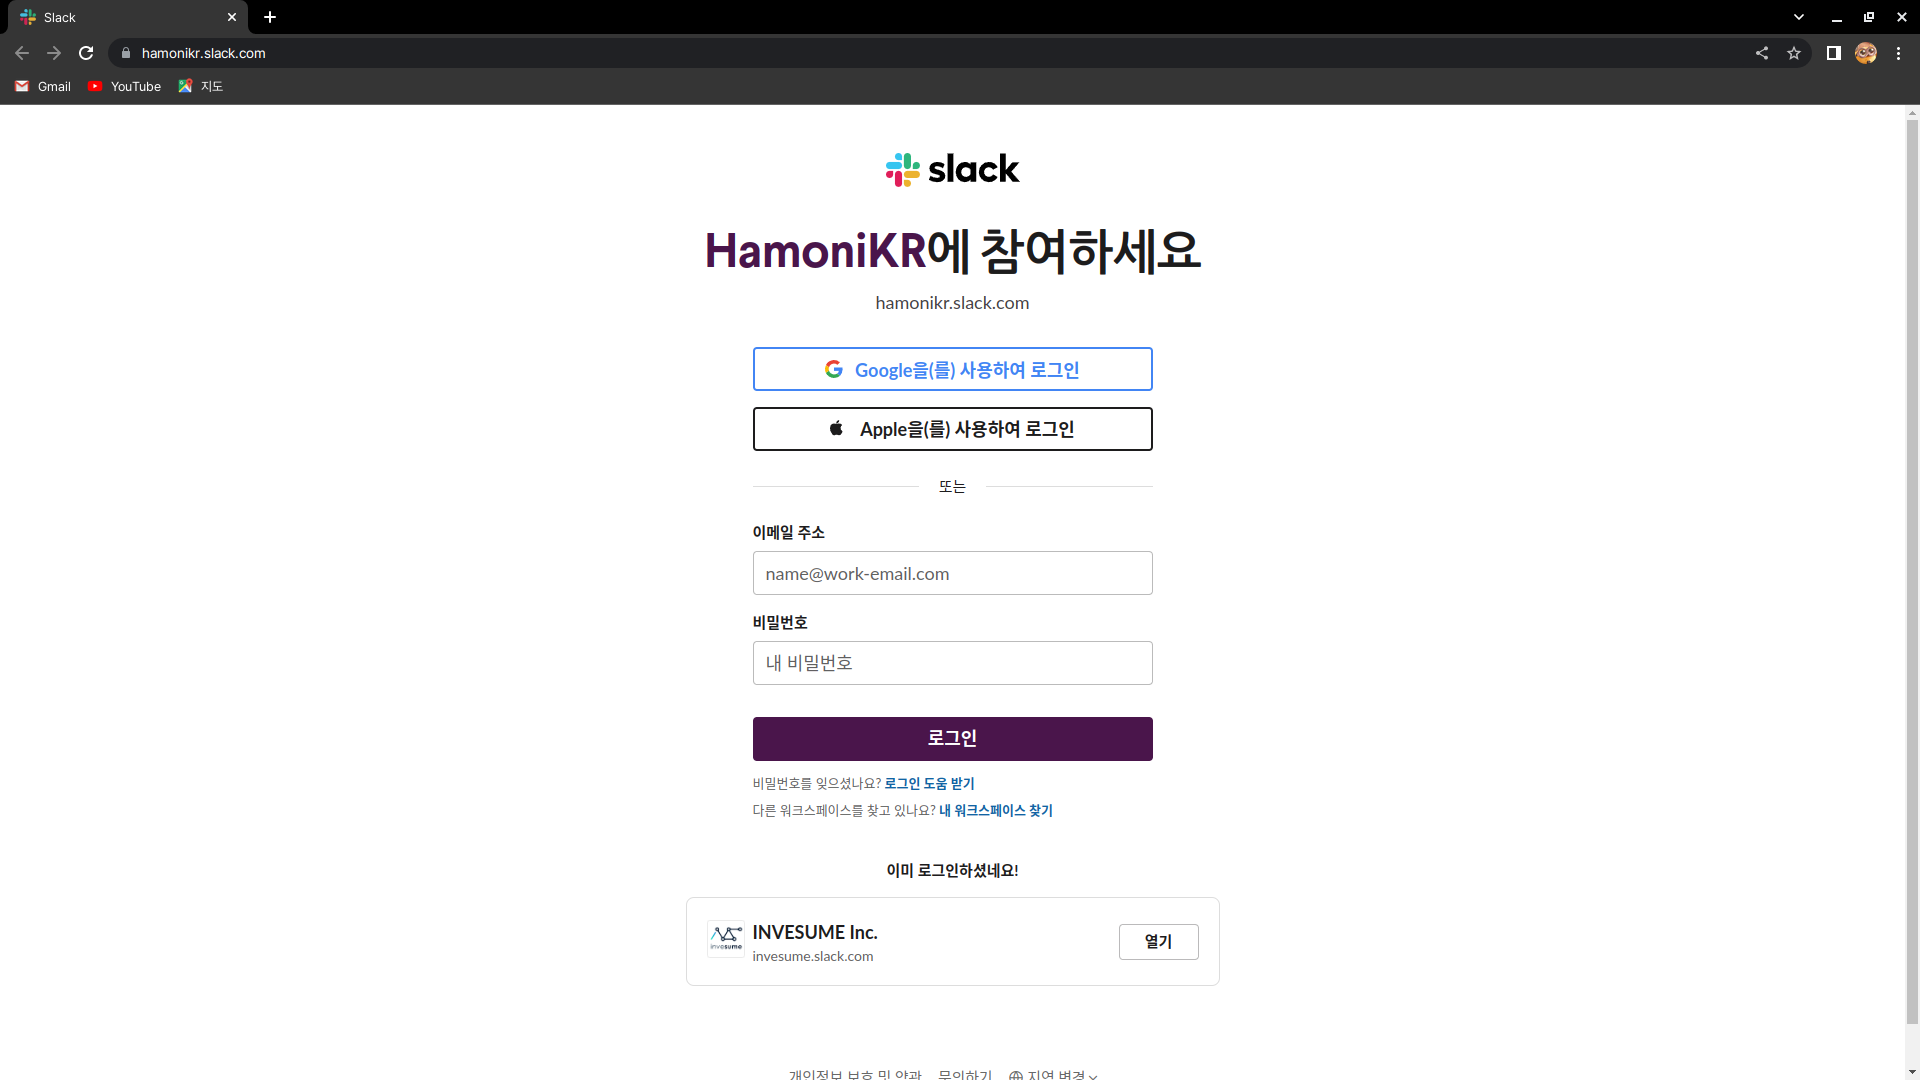 Slack
hamonikr.slack.com
Gmail
YouTube
지도
slack
HamoniKR에 참여하세요
hamonikr.slack.com
Google을(를) 사용하여 로그인
Apple을(를) 사용하여 로그인
또는
이메일 주소
name@work-email.com
비밀번호
내 비밀번호
로그인
비밀번호를 잊으셨나요? 로그인 도움 받기
다른 워크스페이스를 찾고 있나요? 내 워크스페이스 찾기
이미 로그인하셨네요!
invesume
INVESUME Inc.
invesume.slack.com
열기
개인정보 보호 및 약관 문의하기 지역 변경